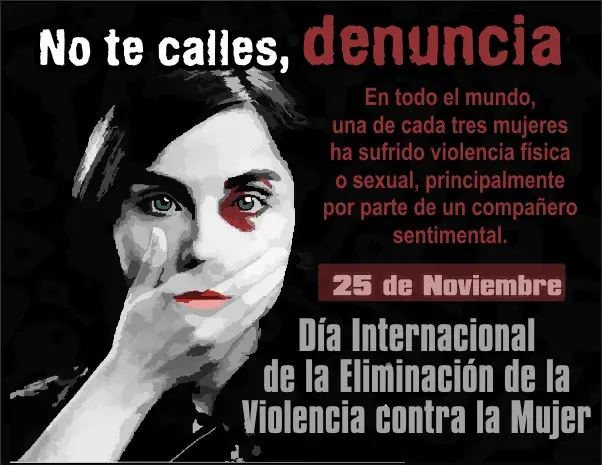 No te calles, denuncia
En todo el mundo,
una de cada tres mujeres
ha sufrido violencia física
o sexual, principalmente
por parte de un compañero
sentimental.
25 de Noviembre
Día Internacional
de la Eliminación de la
Violencia contra la Mujer